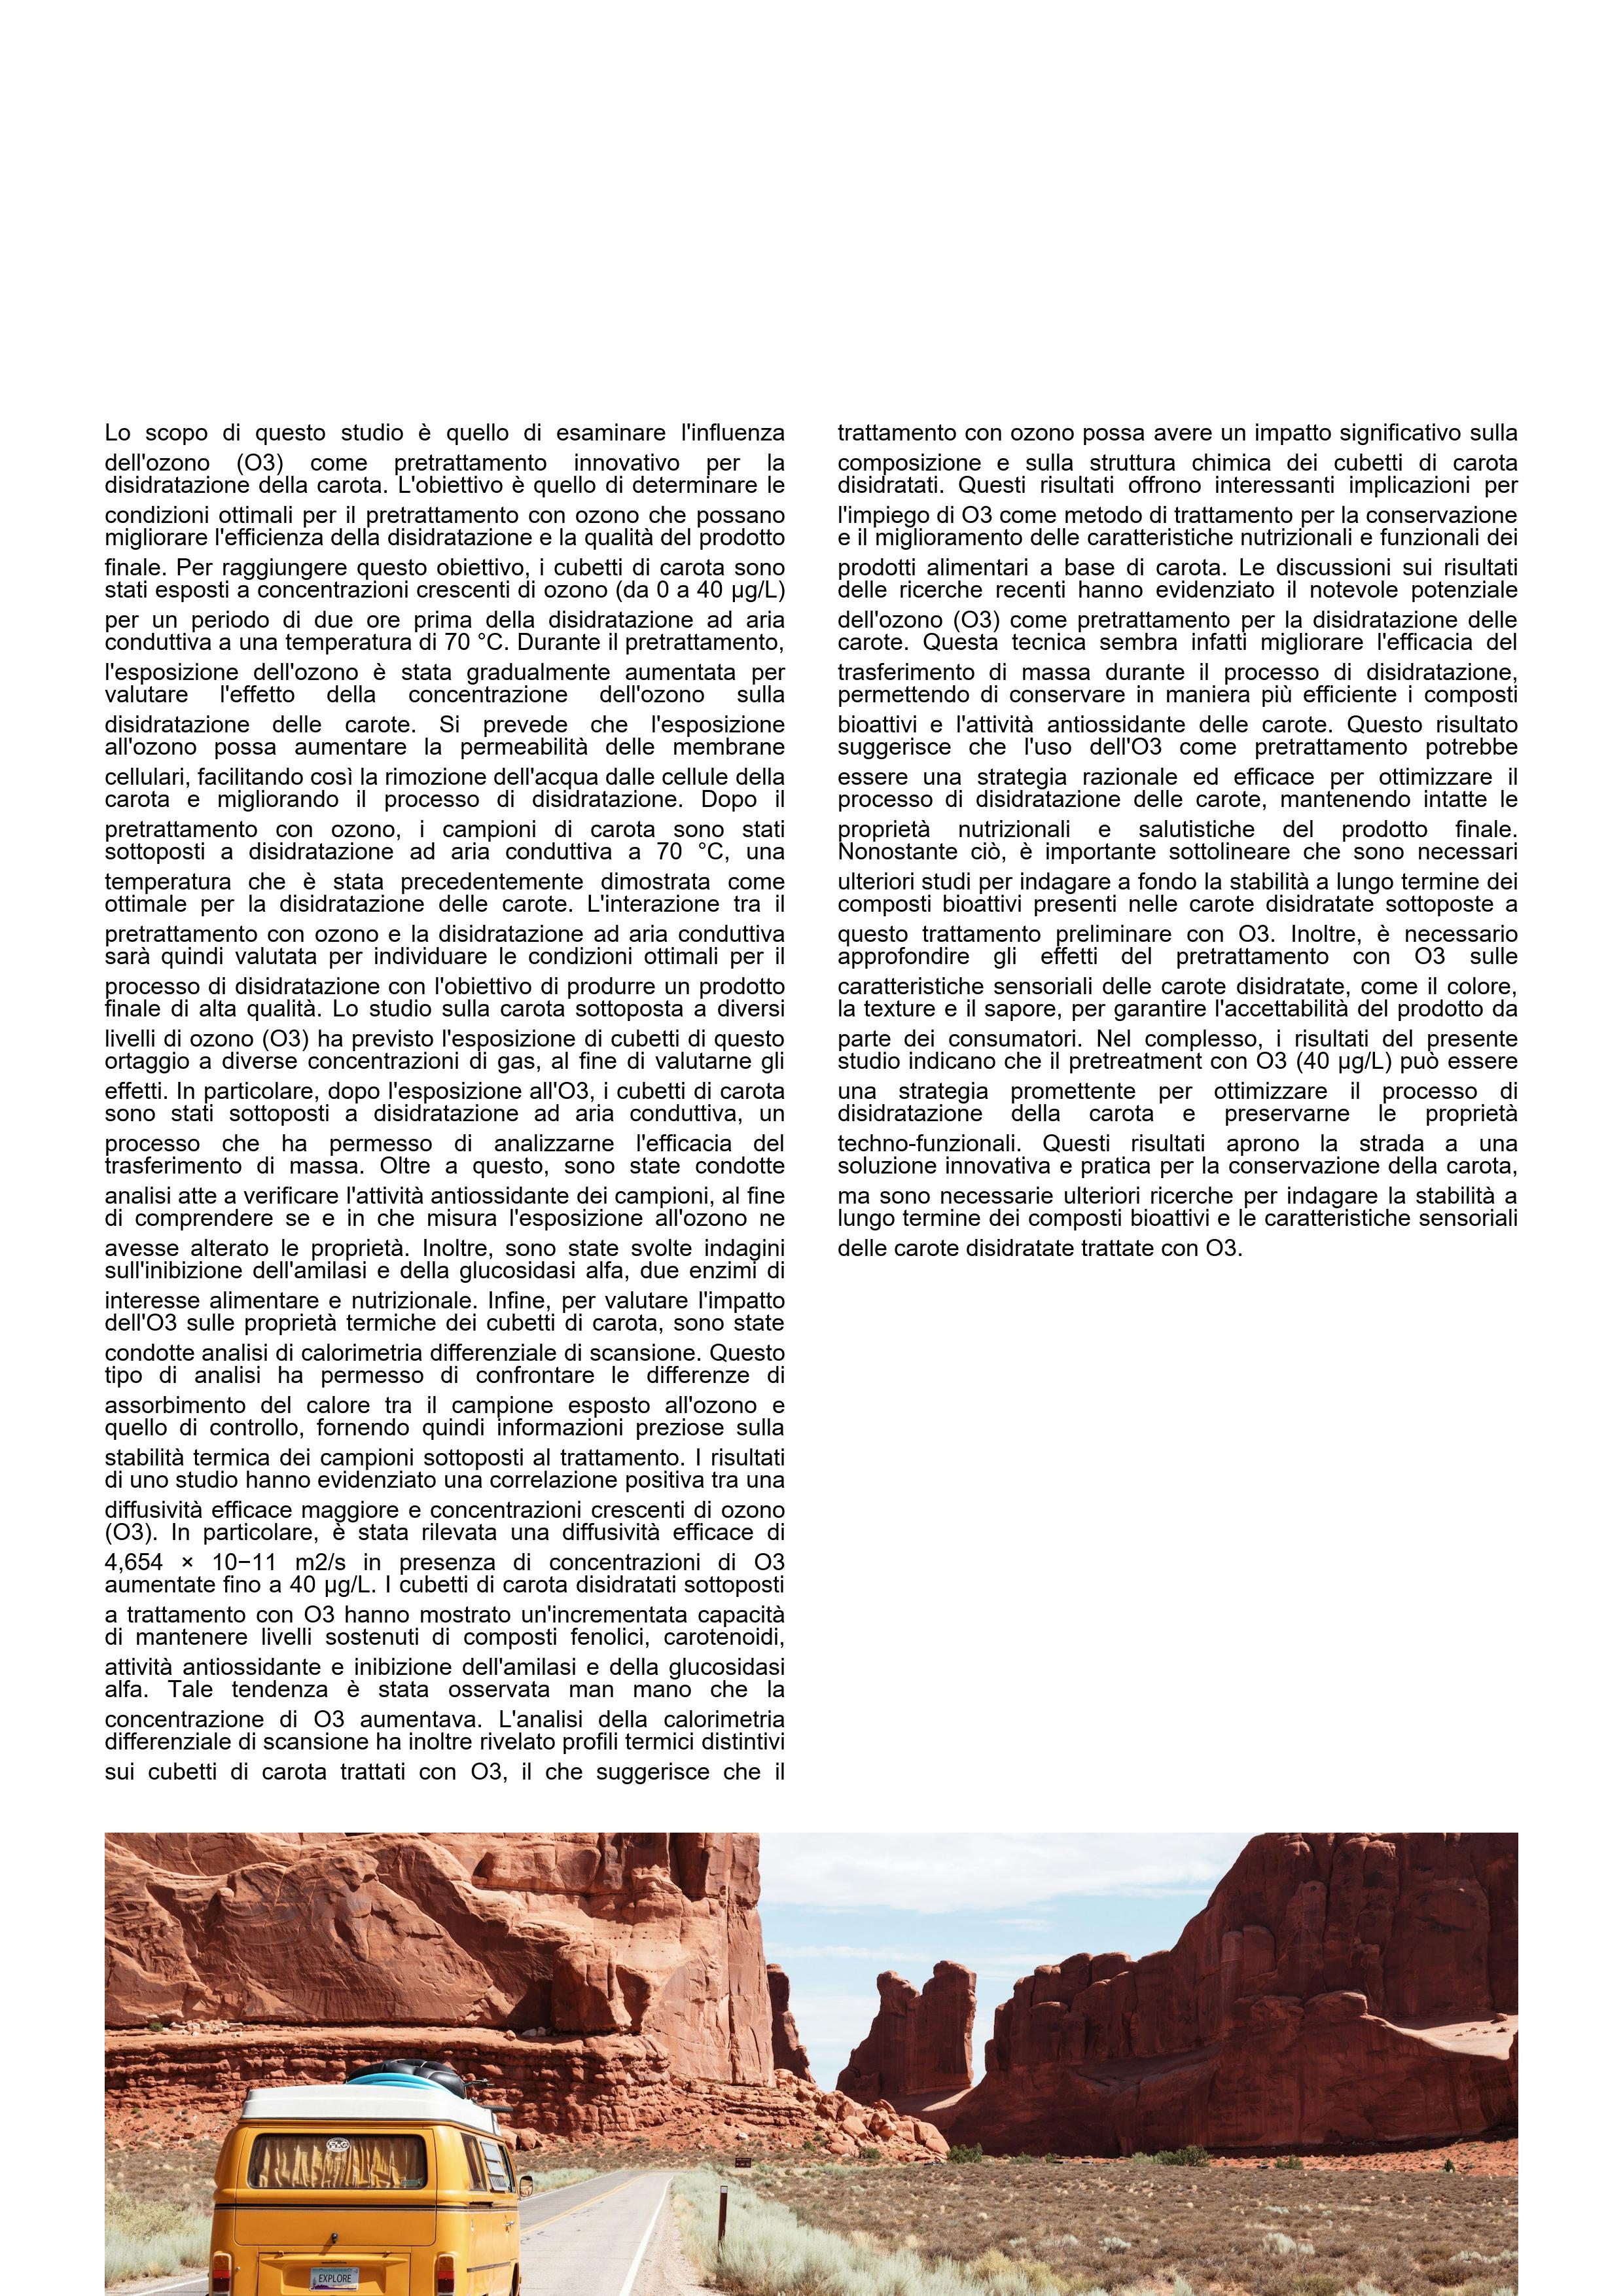 Lo scopo di questo studio è quello di esaminare l'influenza
dell'ozono (O3) come pretrattamento innovativo per la
disidratazione della carota. L'obiettivo è quello di determinare le
condizioni ottimali per il pretrattamento con ozono che possano
migliorare l'efficienza della disidratazione e la qualità del prodotto
finale. Per raggiungere questo obiettivo, i cubetti di carota sono
stati esposti a concentrazioni crescenti di ozono (da 0 a 40 µg/L)
per un periodo di due ore prima della disidratazione ad aria
conduttiva a una temperatura di 70 °C. Durante il pretrattamento,
l'esposizione dell'ozono è stata gradualmente aumentata per
valutare l'effetto della concentrazione dell'ozono sulla
disidratazione delle carote. Si prevede che l'esposizione
all'ozono possa aumentare la permeabilità delle membrane
cellulari, facilitando così la rimozione dell'acqua dalle cellule della
carota e migliorando il processo di disidratazione. Dopo il
pretrattamento con ozono, i campioni di carota sono stati
sottoposti a disidratazione ad aria conduttiva a 70 °C, una
temperatura che è stata precedentemente dimostrata come
ottimale per la disidratazione delle carote. L'interazione tra il
pretrattamento con ozono e la disidratazione ad aria conduttiva
sarà quindi valutata per individuare le condizioni ottimali per il
processo di disidratazione con l'obiettivo di produrre un prodotto
finale di alta qualità. Lo studio sulla carota sottoposta a diversi
livelli di ozono (O3) ha previsto l'esposizione di cubetti di questo
ortaggio a diverse concentrazioni di gas, al fine di valutarne gli
effetti. In particolare, dopo l'esposizione all'O3, i cubetti di carota
sono stati sottoposti a disidratazione ad aria conduttiva, un
processo che ha permesso di analizzarne l'efficacia del
trasferimento di massa. Oltre a questo, sono state condotte
analisi atte a verificare l'attività antiossidante dei campioni, al fine
di comprendere se e in che misura l'esposizione all'ozono ne
avesse alterato le proprietà. Inoltre, sono state svolte indagini
sull'inibizione dell'amilasi e della glucosidasi alfa, due enzimi di
interesse alimentare e nutrizionale. Infine, per valutare l'impatto
dell'O3 sulle proprietà termiche dei cubetti di carota, sono state
condotte analisi di calorimetria differenziale di scansione. Questo
tipo di analisi ha permesso di confrontare le differenze di
assorbimento del calore tra il campione esposto all'ozono e
quello di controllo, fornendo quindi informazioni preziose sulla
stabilità termica dei campioni sottoposti al trattamento. I risultati
di uno studio hanno evidenziato una correlazione positiva tra una
diffusività efficace maggiore e concentrazioni crescenti di ozono
(O3). In particolare, è stata rilevata una diffusività efficace di
4,654 × 10−11 m2/s in presenza di concentrazioni di O3
aumentate fino a 40 µg/L. I cubetti di carota disidratati sottoposti
a trattamento con O3 hanno mostrato un'incrementata capacità
di mantenere livelli sostenuti di composti fenolici, carotenoidi,
attività antiossidante e inibizione dell'amilasi e della glucosidasi
alfa. Tale tendenza è stata osservata man mano che la
concentrazione di O3 aumentava. L'analisi della calorimetria
differenziale di scansione ha inoltre rivelato profili termici distintivi
sui cubetti di carota trattati con O3, il che suggerisce che il
trattamento con ozono possa avere un impatto significativo sulla
composizione e sulla struttura chimica dei cubetti di carota
disidratati. Questi risultati offrono interessanti implicazioni per
l'impiego di O3 come metodo di trattamento per la conservazione
e il miglioramento delle caratteristiche nutrizionali e funzionali dei
prodotti alimentari a base di carota. Le discussioni sui risultati
delle ricerche recenti hanno evidenziato il notevole potenziale
dell'ozono (O3) come pretrattamento per la disidratazione delle
carote. Questa tecnica sembra infatti migliorare l'efficacia del
trasferimento di massa durante il processo di disidratazione,
permettendo di conservare in maniera più efficiente i composti
bioattivi e l'attività antiossidante delle carote. Questo risultato
suggerisce che l'uso dell'O3 come pretrattamento potrebbe
essere una strategia razionale ed efficace per ottimizzare il
processo di disidratazione delle carote, mantenendo intatte le
proprietà nutrizionali e salutistiche del prodotto finale.
Nonostante ciò, è importante sottolineare che sono necessari
ulteriori studi per indagare a fondo la stabilità a lungo termine dei
composti bioattivi presenti nelle carote disidratate sottoposte a
questo trattamento preliminare con O3. Inoltre, è necessario
approfondire gli effetti del pretrattamento con O3 sulle
caratteristiche sensoriali delle carote disidratate, come il colore,
la texture e il sapore, per garantire l'accettabilità del prodotto da
parte dei consumatori. Nel complesso, i risultati del presente
studio indicano che il pretreatment con O3 (40 µg/L) può essere
una strategia promettente per ottimizzare il processo di
disidratazione della carota e preservarne le proprietà
techno-funzionali. Questi risultati aprono la strada a una
soluzione innovativa e pratica per la conservazione della carota,
ma sono necessarie ulteriori ricerche per indagare la stabilità a
lungo termine dei composti bioattivi e le caratteristiche sensoriali
delle carote disidratate trattate con O3.
EXPLORE